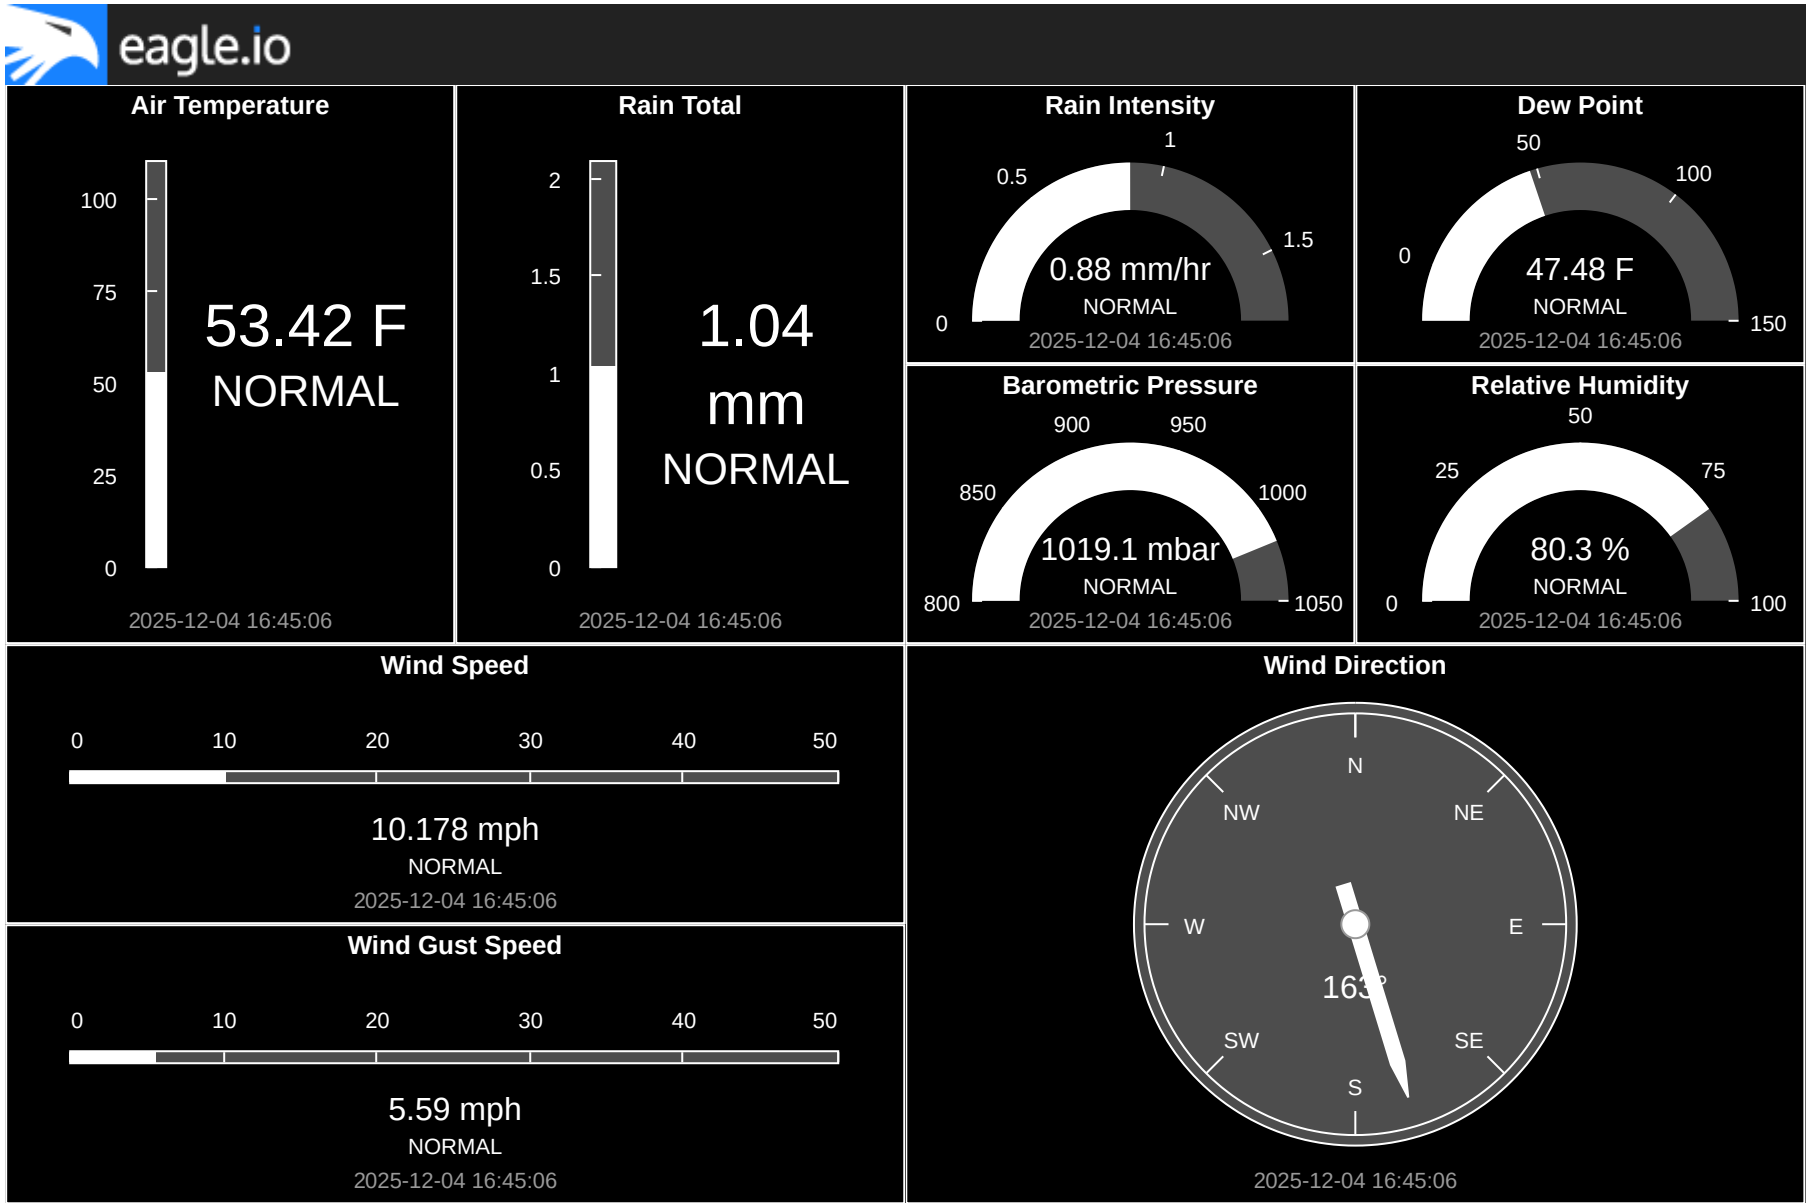 eagle.io
Air Temperature
100
75
50
25
0
53.42 F
NORMAL
2025-12-04 16:45:06
Rain Total
2
1.5
1
0.5
0
1.04
mm
NORMAL
2025-12-04 16:45:06
Rain Intensity
0
0.5
1
1.5
0.88 mm/hr
NORMAL
2025-12-04 16:45:06
Dew Point
0
50
100
150
47.48 F
NORMAL
2025-12-04 16:45:06
Barometric Pressure
800
850
900
950
1000
1050
1019.1 mbar
NORMAL
2025-12-04 16:45:06
Relative Humidity
0
25
50
75
100
80.3 %
NORMAL
2025-12-04 16:45:06
Wind Speed
0 10 20 30 40 50
10.178 mph
NORMAL
2025-12-04 16:45:06
Wind Gust Speed
0 10 20 30 40 50
5.59 mph
NORMAL
2025-12-04 16:45:06
Wind Direction
N
NW NE
W E
163°
SW SE
S
2025-12-04 16:45:06